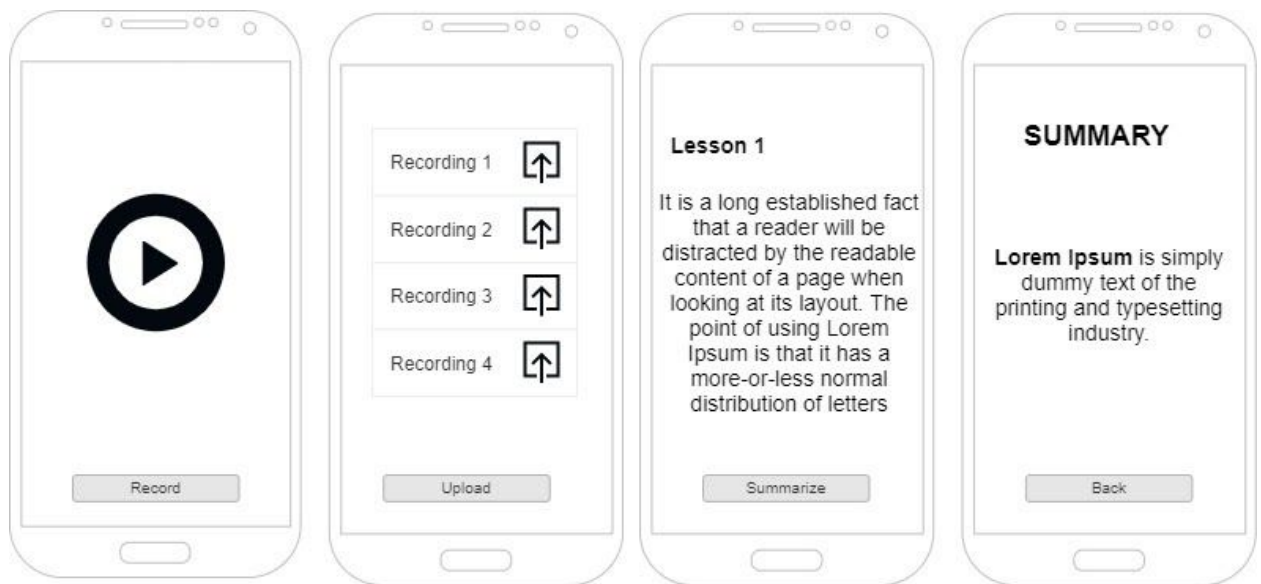 Record
Recording 1
Recording 2
Recording 3
Recording 4
Upload
Lesson 1
It is a long established fact
that a reader will be
distracted by the readable
content of a page when
looking at its layout. The
point of using Lorem
Ipsum is that it has a
more-or-less normal
distribution of letters
Summarize
SUMMARY
Lorem Ipsum is simply
dummy text of the
printing and typesetting
industry.
Back